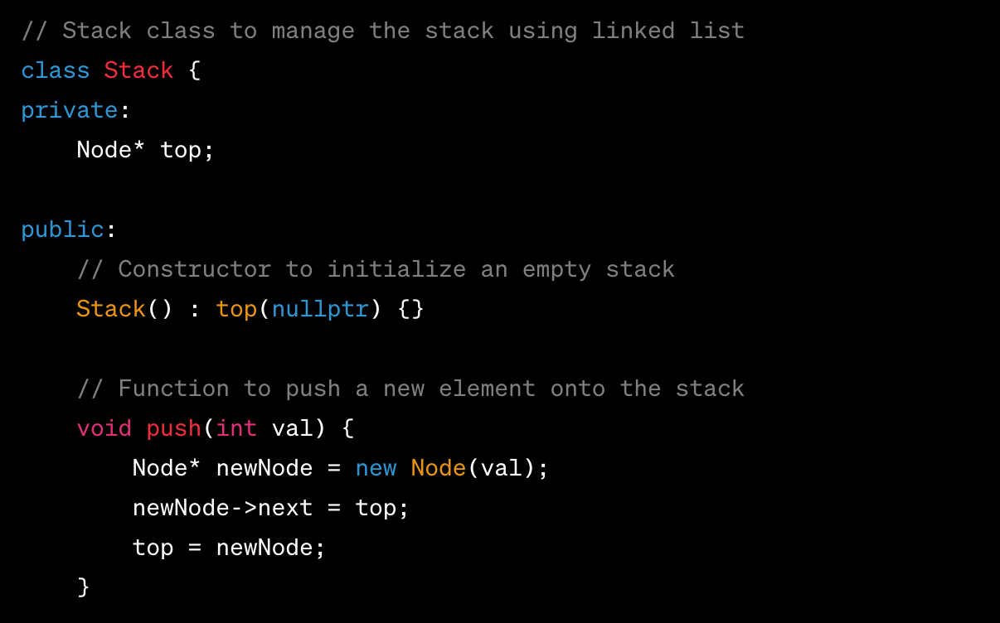 // Stack class to manage the stack using linked list
class Stack {
private:
    Node* top;

public:
    // Constructor to initialize an empty stack
    Stack() : top(nullptr) {}

    // Function to push a new element onto the stack
    void push(int val) {
        Node* newNode = new Node(val);
        newNode->next = top;
        top = newNode;
    }